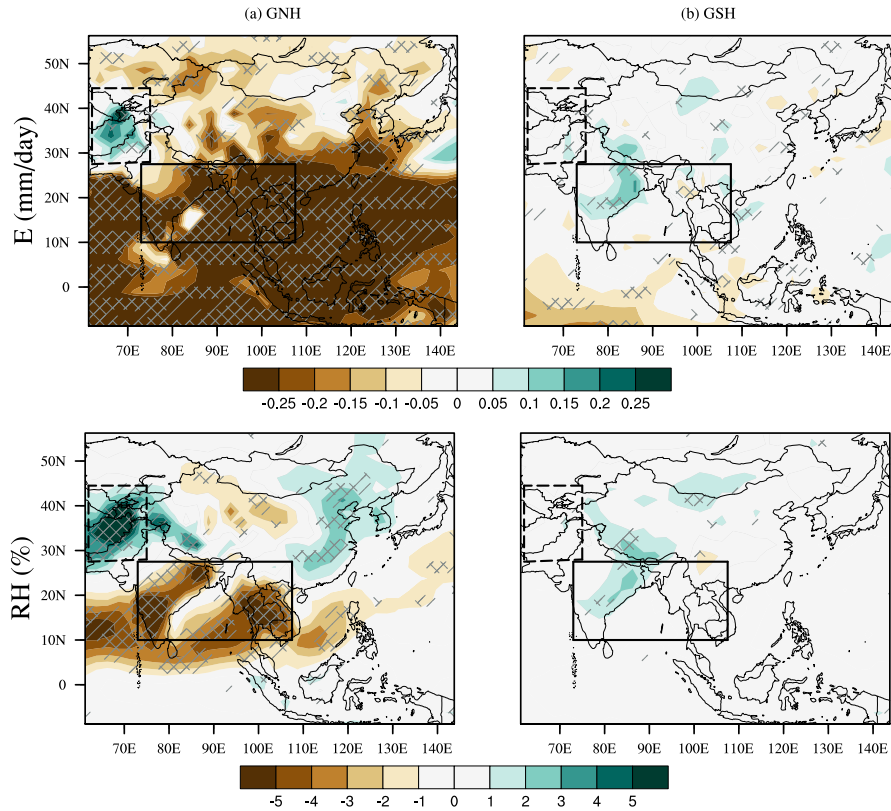 (a) GNH
(b) GSH
E (mm/day)
50N
40N
30N
20N
10N
0
70E 80E 90E 100E 110E 120E 130E 140E
70E 80E 90E 100E 110E 120E 130E 140E
-0.25 -0.2 -0.15 -0.1 -0.05 0 0.05 0.1 0.15 0.2 0.25
RH (%)
50N
40N
30N
20N
10N
0
70E 80E 90E 100E 110E 120E 130E 140E
70E 80E 90E 100E 110E 120E 130E 140E
-5 -4 -3 -2 -1 0 1 2 3 4 5